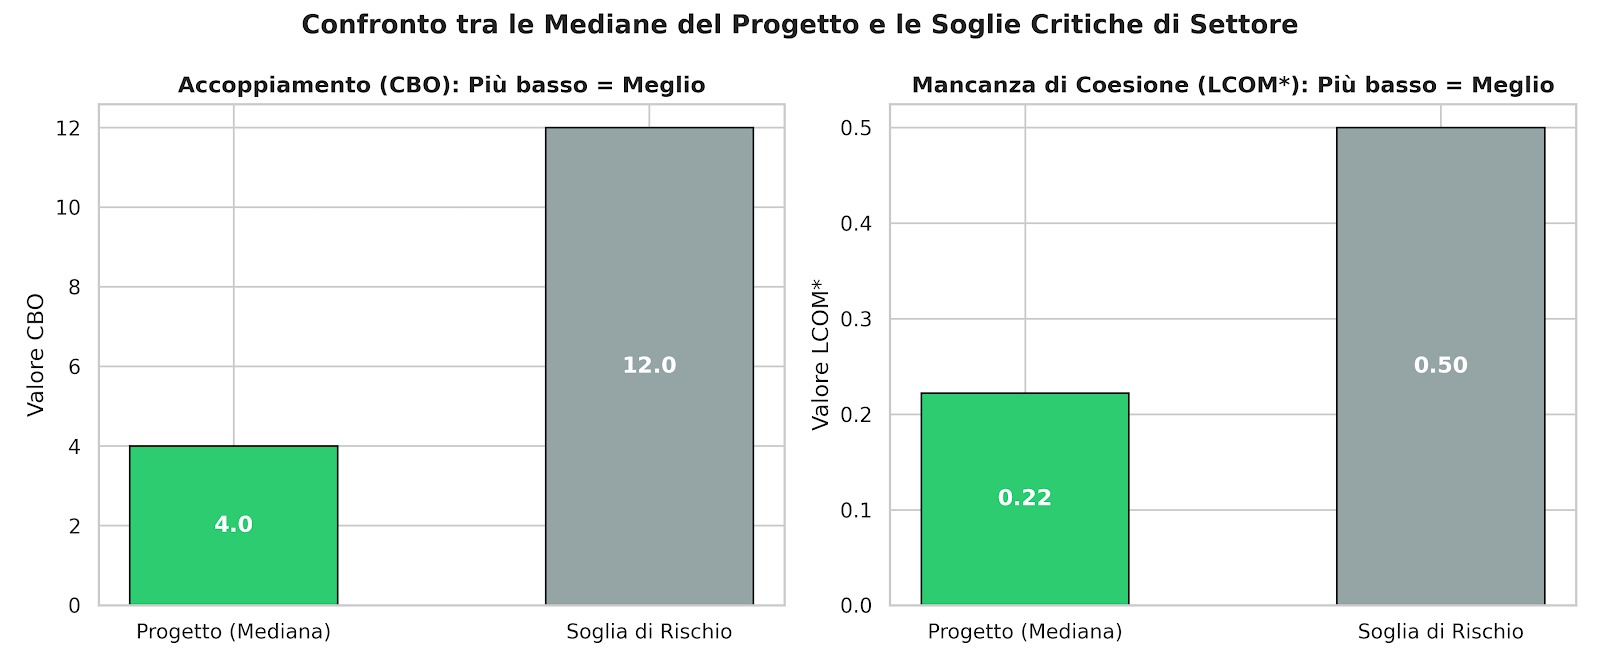 Confronto tra le Mediane del Progetto e le Soglie Critiche di Settore
Accoppiamento (CBO): Più basso = Meglio
Valore CBO
12
10
8
6
4
2
0
4.0
12.0
Progetto (Mediana)
Soglia di Rischio
Mancanza di Coesione (LCOM*): Più basso = Meglio
Valore LCOM*
0.5
0.4
0.3
0.2
0.1
0.0
0.22
0.50
Progetto (Mediana)
Soglia di Rischio